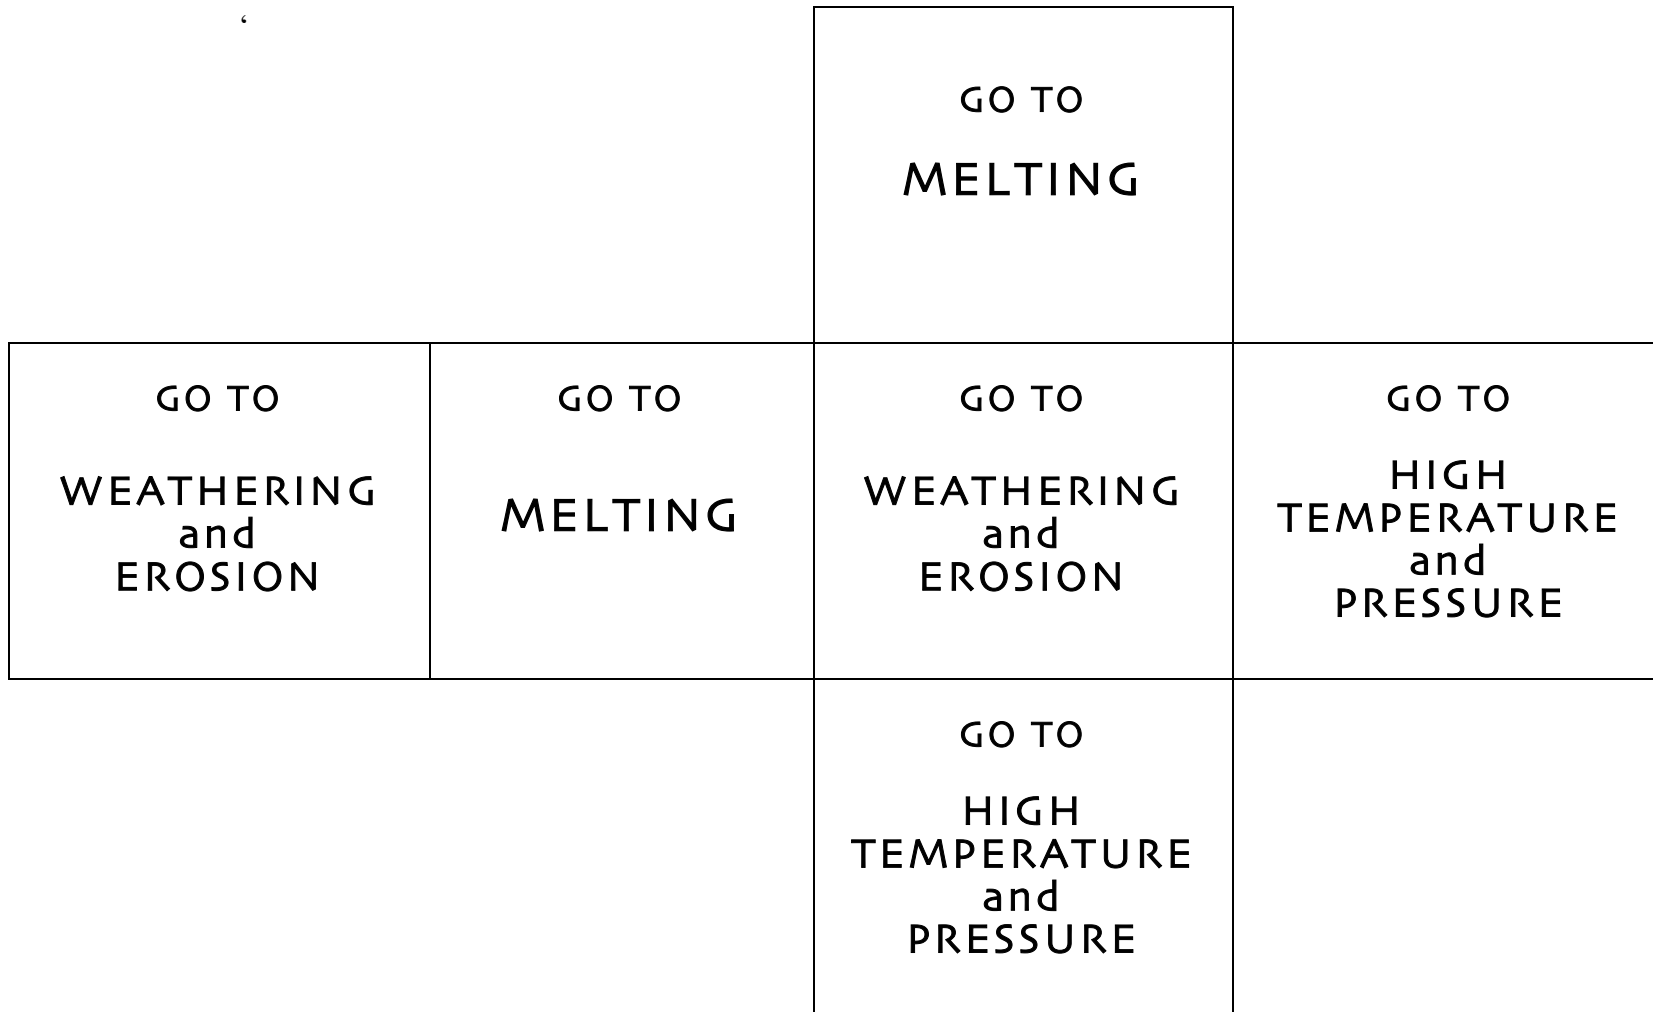 ‘
GO TO
MELTING
GO TO
WEATHERING
and
EROSION
GO TO
MELTING
GO TO
WEATHERING
and
EROSION
GO TO
HIGH
TEMPERATURE
and
PRESSURE
GO TO
HIGH
TEMPERATURE
and
PRESSURE